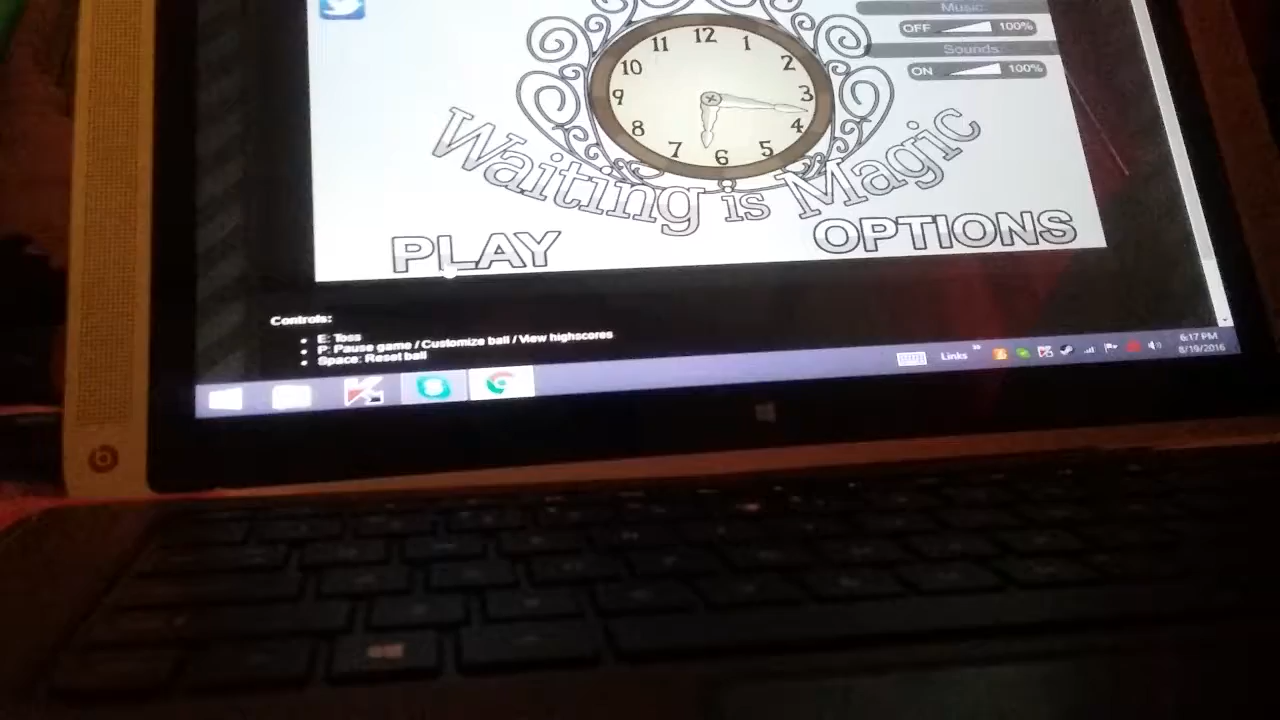 Music:
OFF 100%
Sounds
ON 100%
12
11 1
10 2
9 3
8 4
7 6 5
Waiting is Magic
PLAY OPTIONS
Controls:
E: Toss
P: Pause game / Customize ball / View highscores
Space: Reset ball
Links
6:17 PM
8/19/2016
b